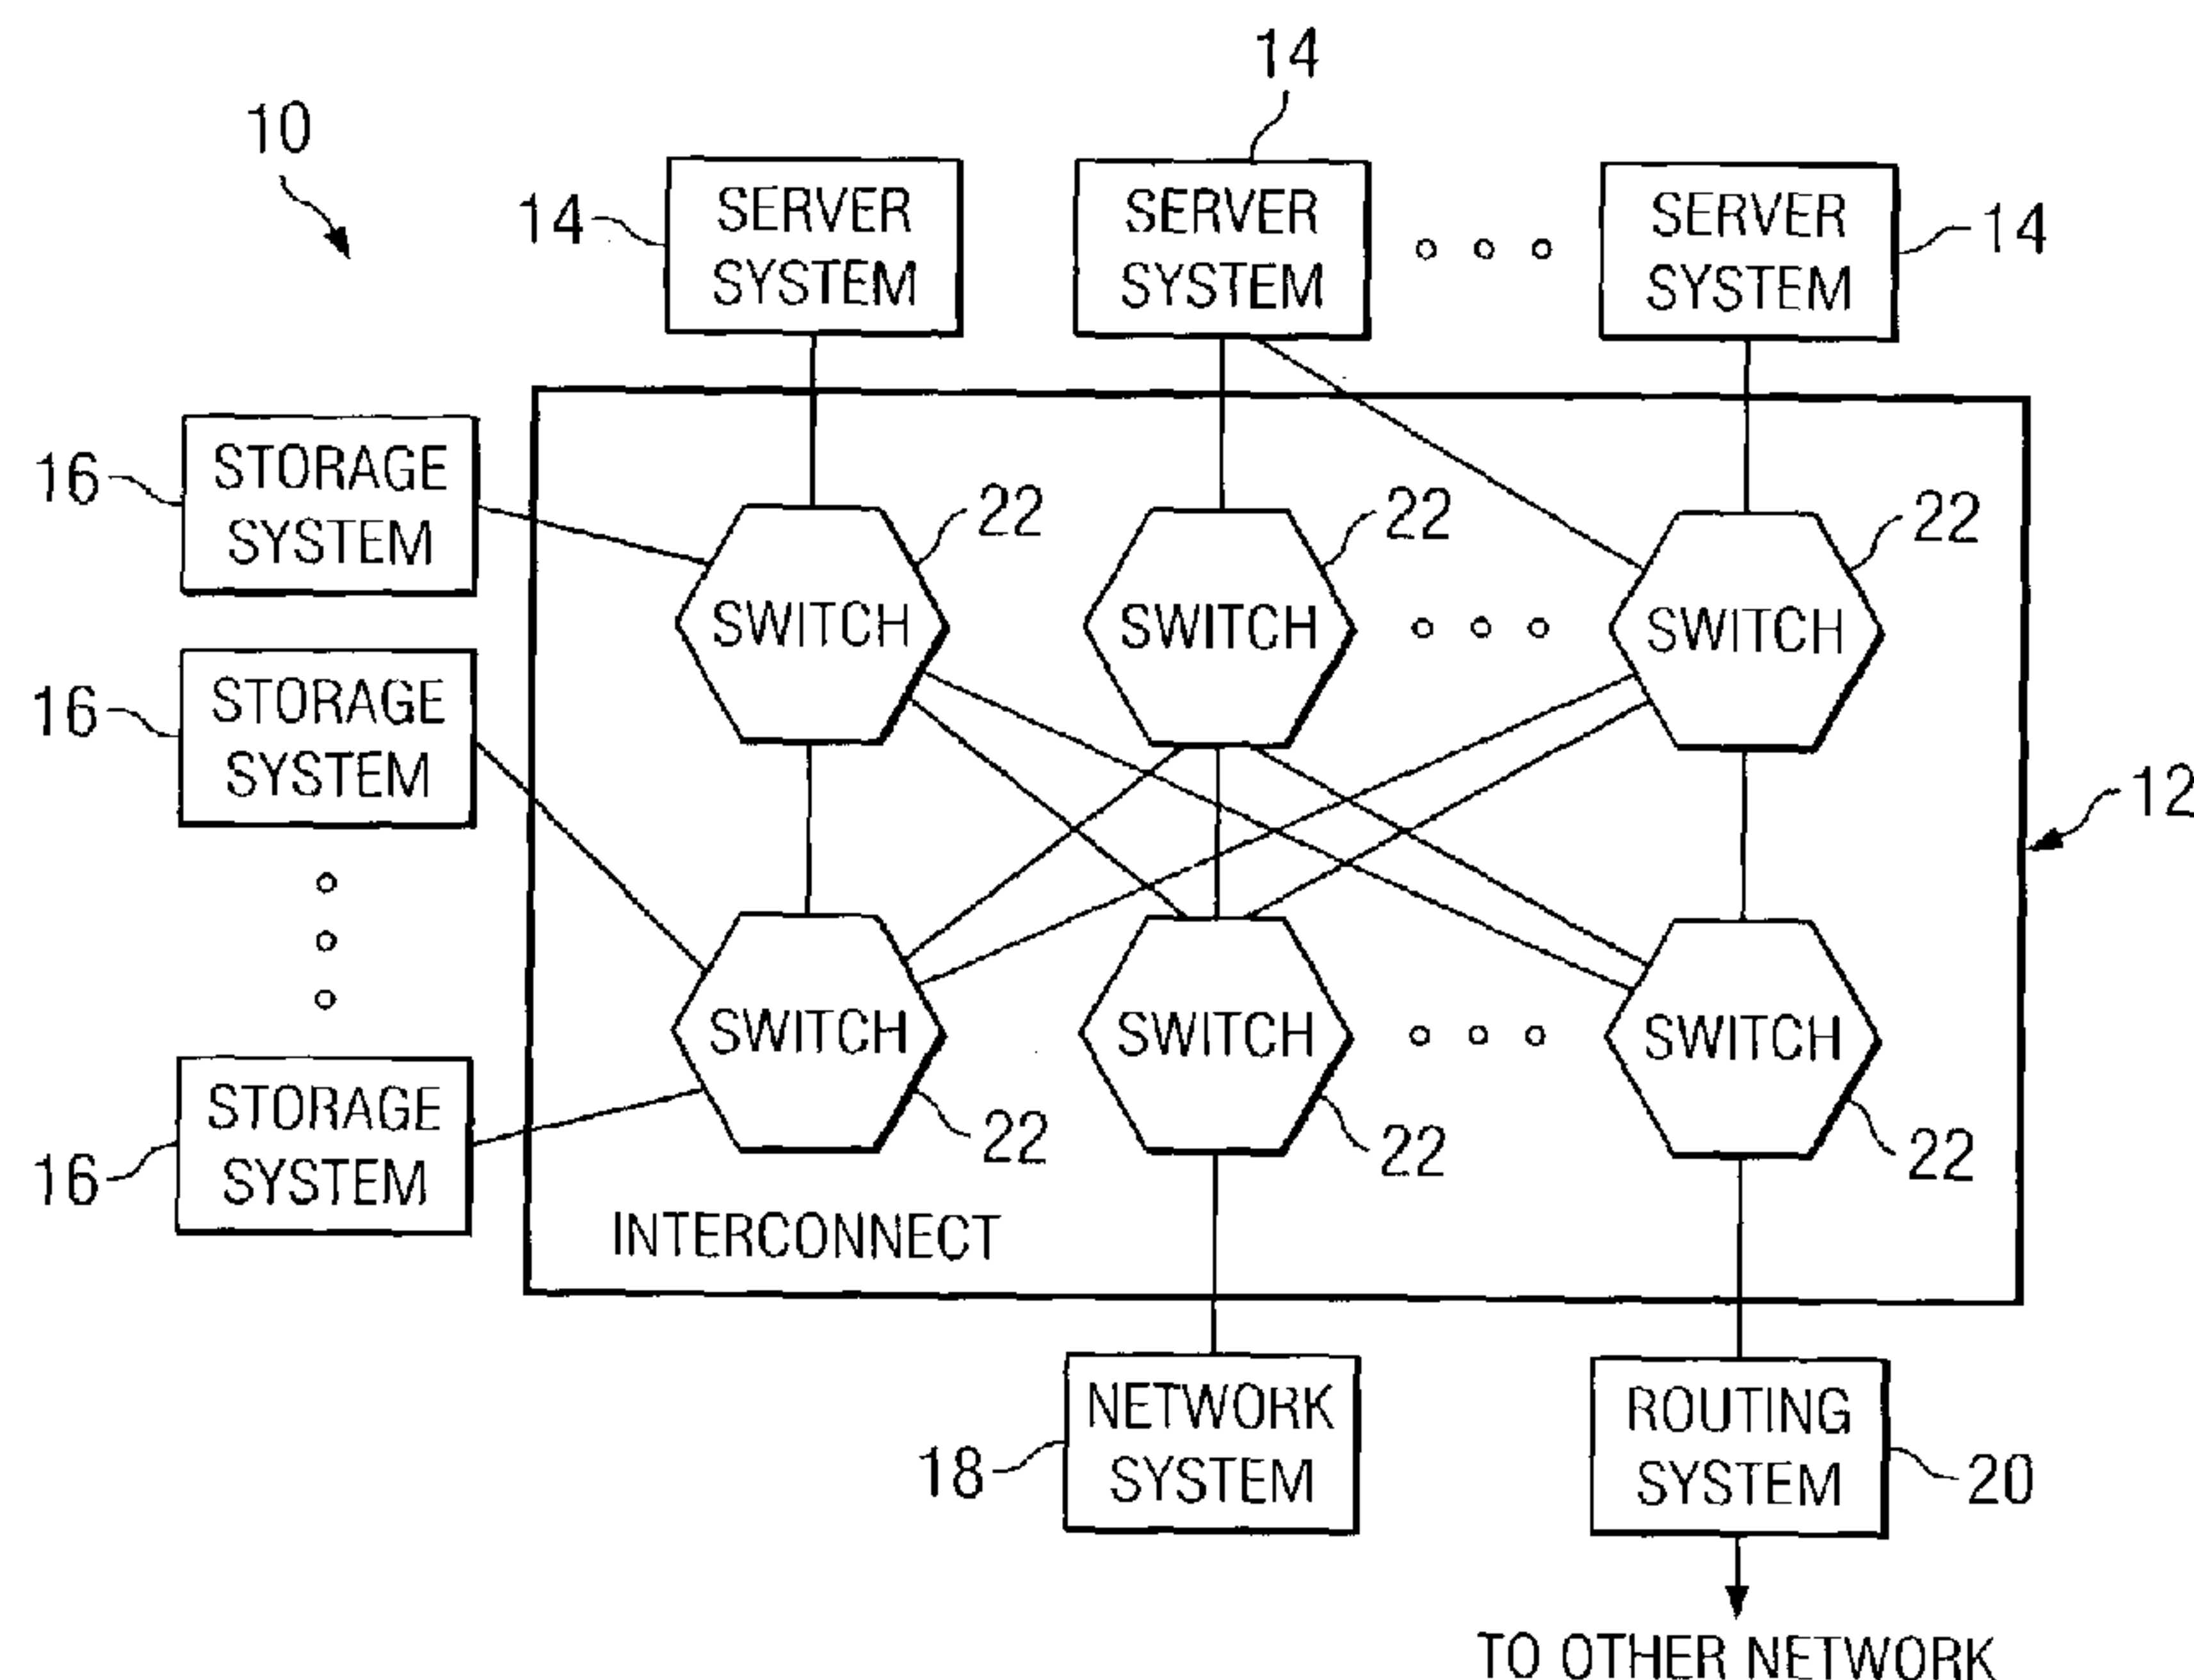 14
10
14
SERVER
SYSTEM
SERVER
SYSTEM
SERVER
SYSTEM
14
16
STORAGE
SYSTEM
22
22
22
SWITCH
SWITCH
SWITCH
16
STORAGE
SYSTEM
12
SWITCH
SWITCH
SWITCH
22
22
22
16
STORAGE
SYSTEM
INTERCONNECT
18
NETWORK
SYSTEM
ROUTING
SYSTEM
20
TO OTHER NETWORK